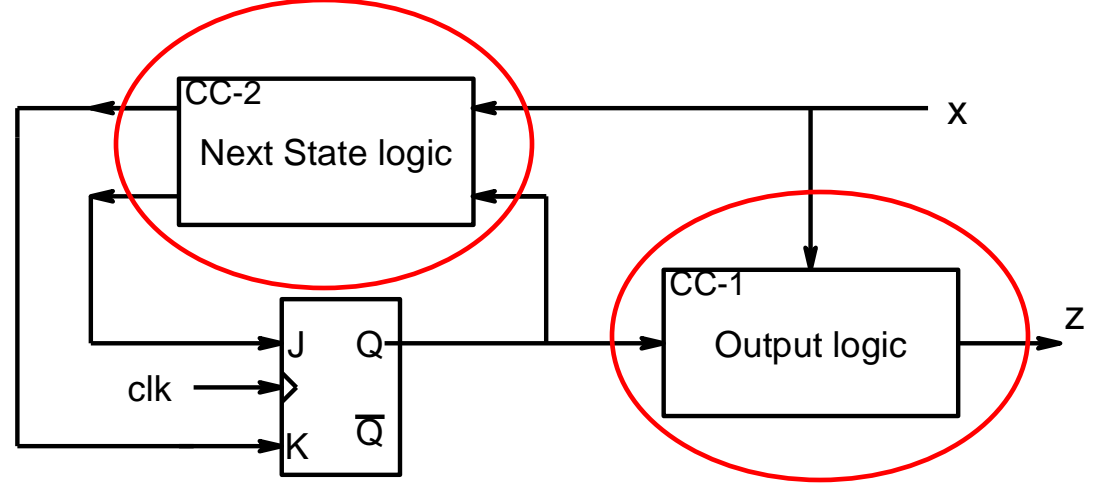 CC-2
Next State logic
x
CC-1
Output logic
z
J
Q
clk
K
Q̅